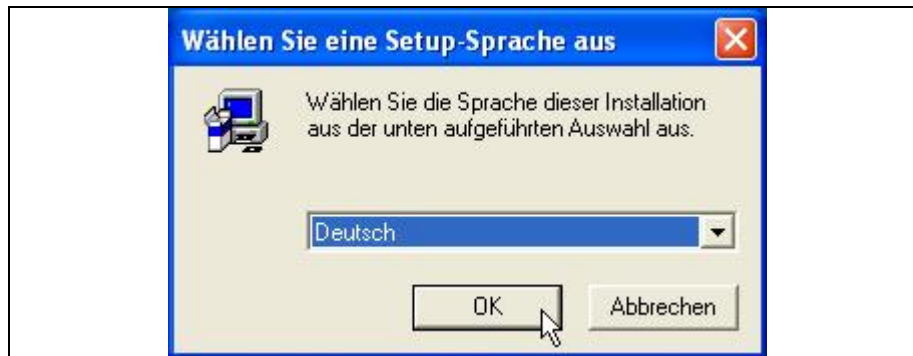 Wählen Sie eine Setup-Sprache aus
Wählen Sie die Sprache dieser Installation
aus der unten aufgeführten Auswahl aus.
Deutsch
OK
Abbrechen